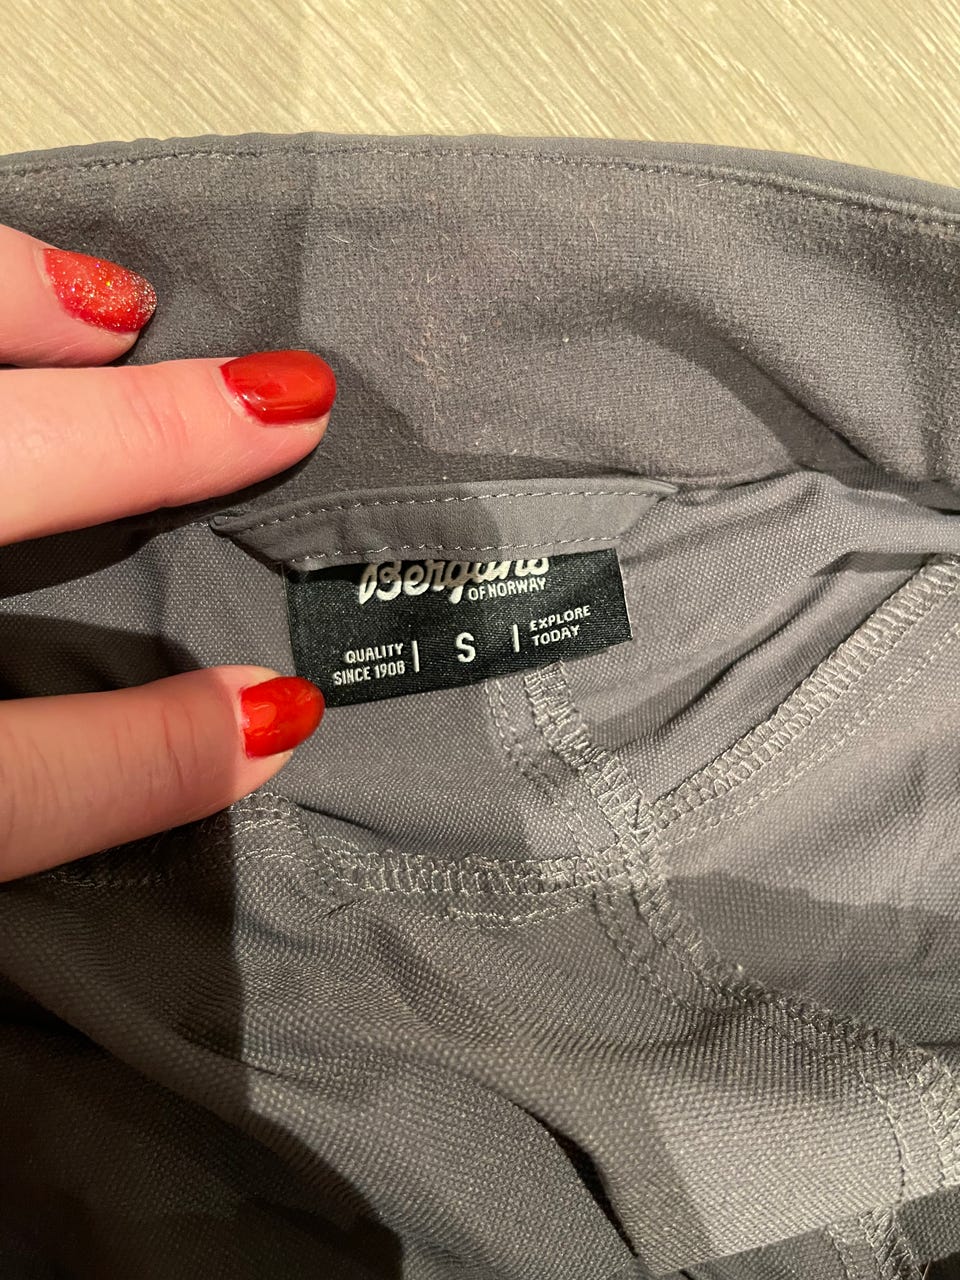 Bergans
OF NORWAY
QUALITY
SINCE 1908
S
EXPLORE
TODAY